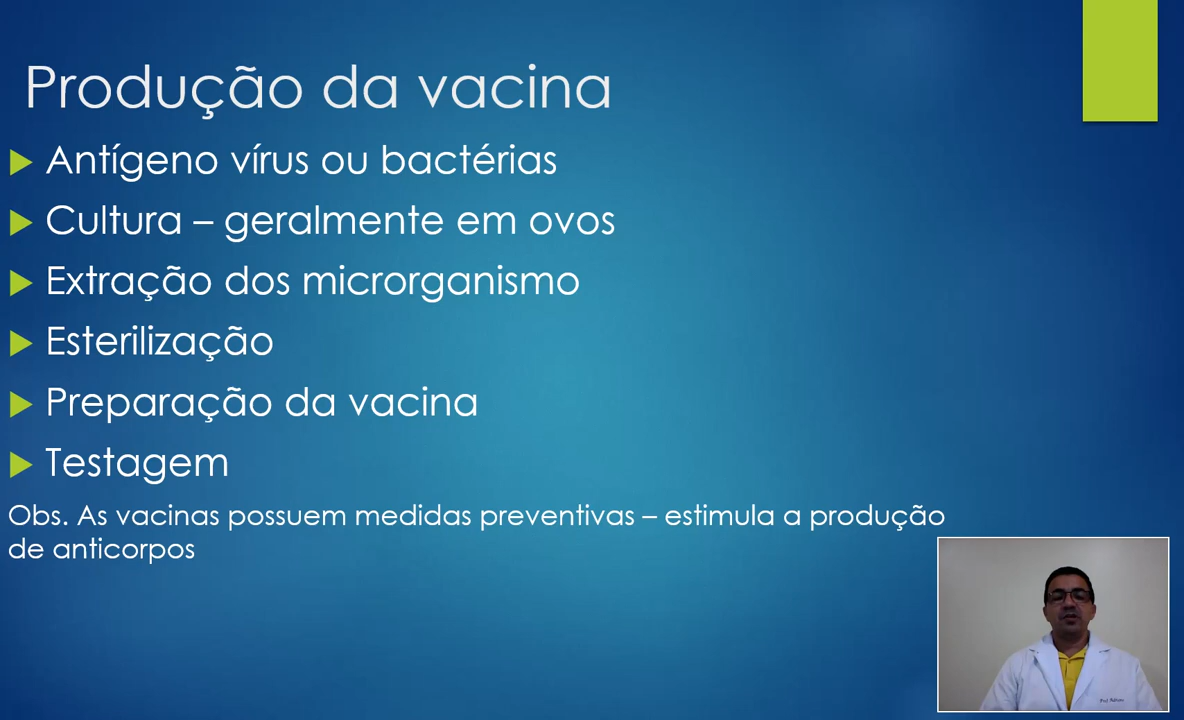 Produção da vacina
Antígeno vírus ou bactérias
Cultura – geralmente em ovos
Extração dos microrganismo
Esterilização
Preparação da vacina
Testagem
Obs. As vacinas possuem medidas preventivas – estimula a produção
de anticorpos
Prof.